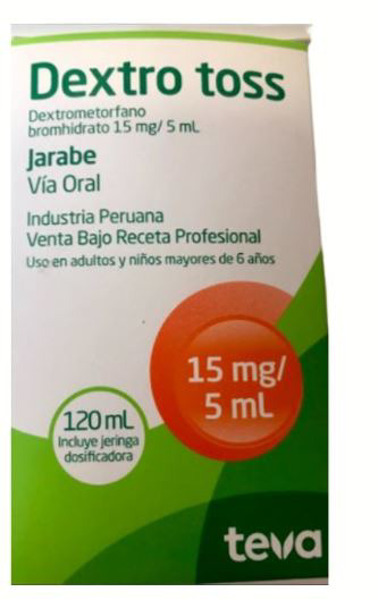 Dextro toss
Dextrometorfano
bromhidrato 15 mg/ 5 mL
Jarabe
Vía Oral
Industria Peruana
Venta Bajo Receta Profesional
Uso en adultos y niños mayores de 6 años
15 mg/
5 mL
120 mL
Incluye jeringa
dosificadora
teva